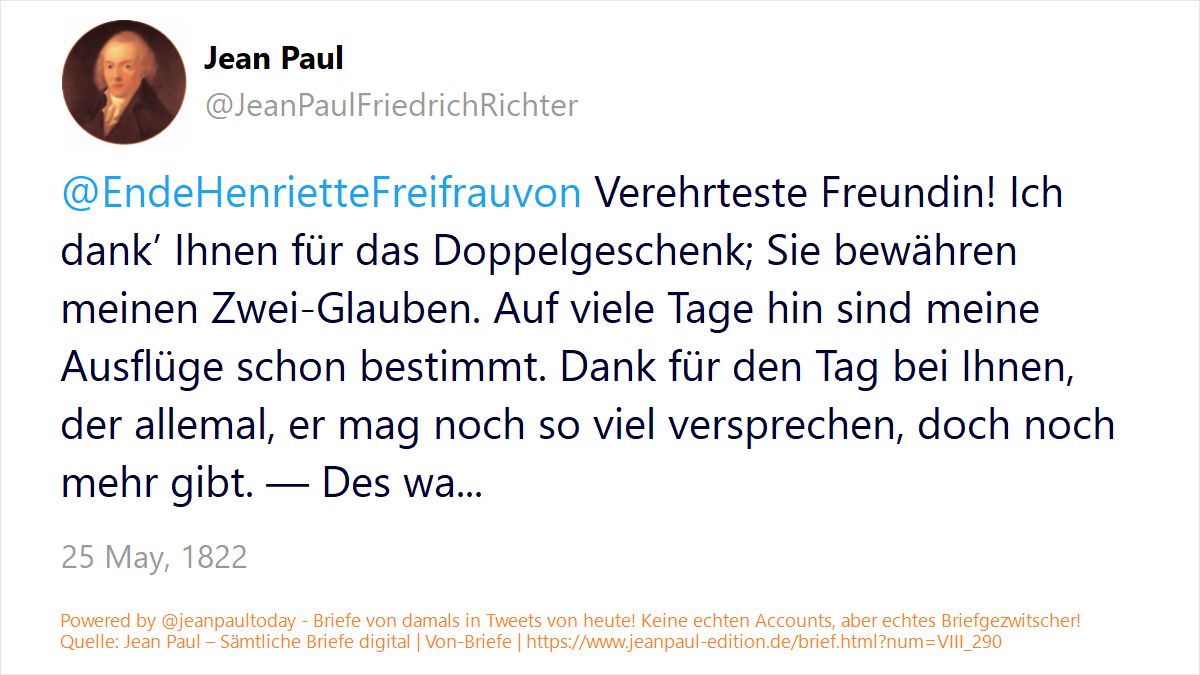 Jean Paul
@JeanPaulFriedrichRichter
@EndeHenrietteFreifrauvon Verehrteste Freundin! Ich
dank’ Ihnen für das Doppelgeschenk; Sie bewähren
meinen Zwei-Glauben. Auf viele Tage hin sind meine
Ausflüge schon bestimmt. Dank für den Tag bei Ihnen,
der allemal, er mag noch so viel versprechen, doch noch
mehr gibt. — Des wa...
25 May, 1822
Powered by @jeanpaultoday - Briefe von damals in Tweets von heute! Keine echten Accounts, aber echtes Briefgezwitscher!
Quelle: Jean Paul – Sämtliche Briefe digital | Von-Briefe | https://www.jeanpaul-edition.de/brief.html?num=VIII_290